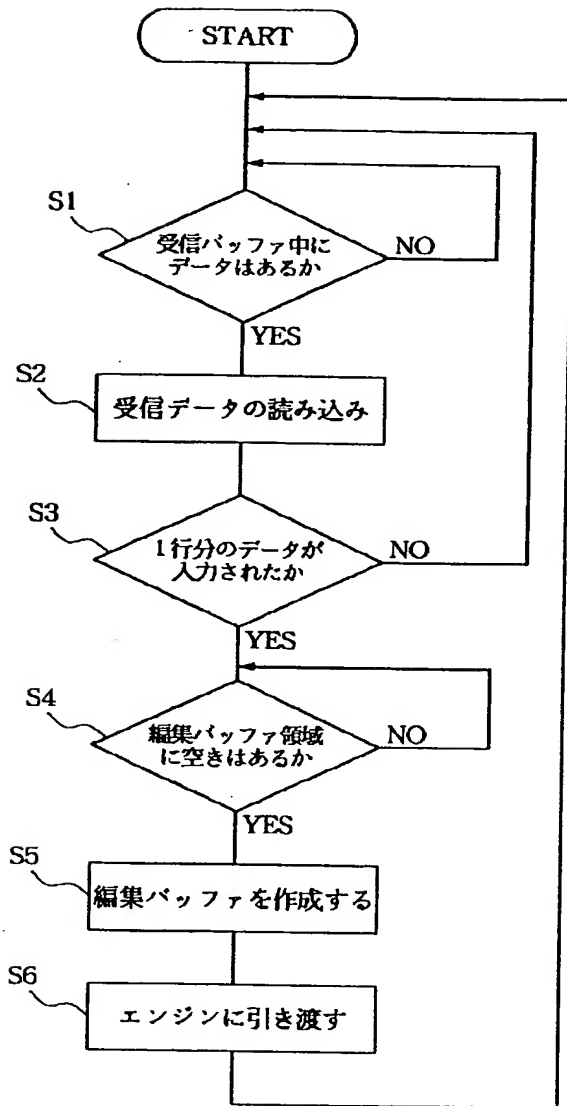 START
S1
受信バッファ中に
データはあるか
NO
YES
S2
受信データの読み込み
S3
1行分のデータが
入力されたか
NO
YES
S4
編集バッファ領域
に空きはあるか
NO
YES
S5
編集バッファを作成する
S6
エンジンに引き渡す